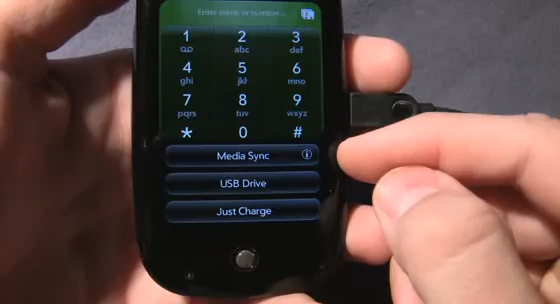 Enter name or number...
1 2 3
abc def
4 5 6
ghi jkl mno
7 8 9
pqrs tuv wxyz
* 0 #
Media Sync
USB Drive
Just Charge